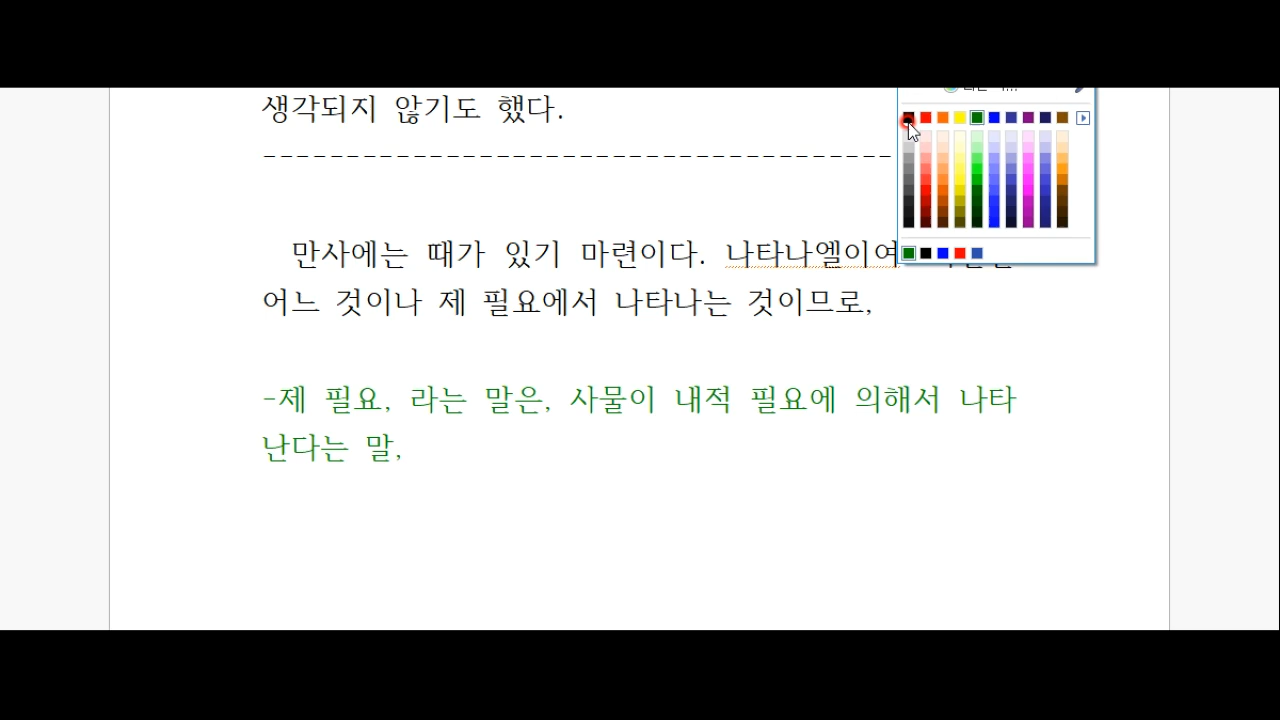 생각되지 않기도 했다.
--------------------------------------
만사에는 때가 있기 마련이다. 나타나엘이여
어느 것이나 제 필요에서 나타나는 것이므로,
-제 필요, 라는 말은, 사물이 내적 필요에 의해서 나타
난다는 말,